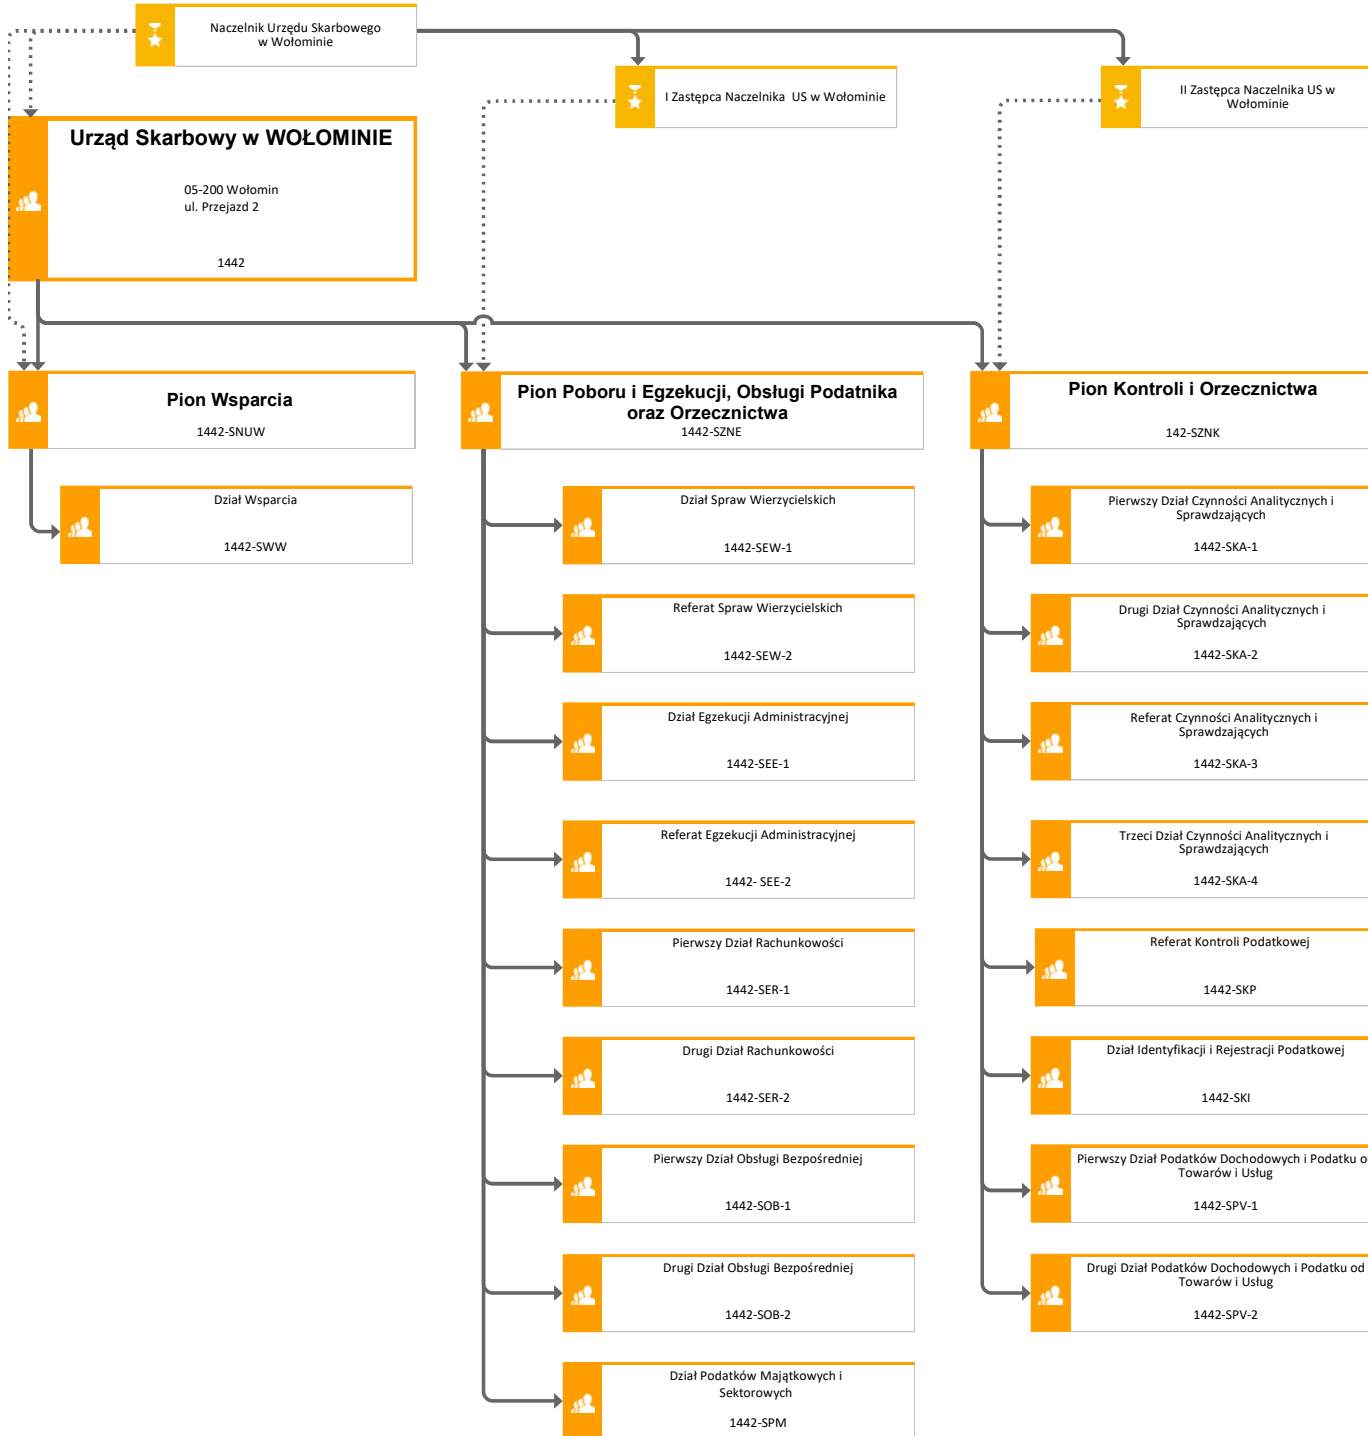 Naczelnik Urzędu Skarbowego
w Wołominie
I Zastępca Naczelnika  US w Wołominie
II Zastępca Naczelnika US w
Wołominie
Urząd Skarbowy w WOŁOMINIE
05-200 Wołomin
ul. Przejazd 2
1442
Pion Wsparcia
1442-SNUW
Dział Wsparcia
1442-SWW
Pion Poboru i Egzekucji, Obsługi Podatnika
oraz Orzecznictwa
1442-SZNE
Dział Spraw Wierzycielskich
1442-SEW-1
Referat Spraw Wierzycielskich
1442-SEW-2
Dział Egzekucji Administracyjnej
1442-SEE-1
Referat Egzekucji Administracyjnej
1442- SEE-2
Pierwszy Dział Rachunkowości
1442-SER-1
Drugi Dział Rachunkowości
1442-SER-2
Pierwszy Dział Obsługi Bezpośredniej
1442-SOB-1
Drugi Dział Obsługi Bezpośredniej
1442-SOB-2
Dział Podatków Majątkowych i
Sektorowych
1442-SPM
Pion Kontroli i Orzecznictwa
142-SZNK
Pierwszy Dział Czynności Analitycznych i
Sprawdzających
1442-SKA-1
Drugi Dział Czynności Analitycznych i
Sprawdzających
1442-SKA-2
Referat Czynności Analitycznych i
Sprawdzających
1442-SKA-3
Trzeci Dział Czynności Analitycznych i
Sprawdzających
1442-SKA-4
Referat Kontroli Podatkowej
1442-SKP
Dział Identyfikacji i Rejestracji Podatkowej
1442-SKI
Pierwszy Dział Podatków Dochodowych i Podatku o
Towarów i Usług
1442-SPV-1
Drugi Dział Podatków Dochodowych i Podatku od
Towarów i Usług
1442-SPV-2